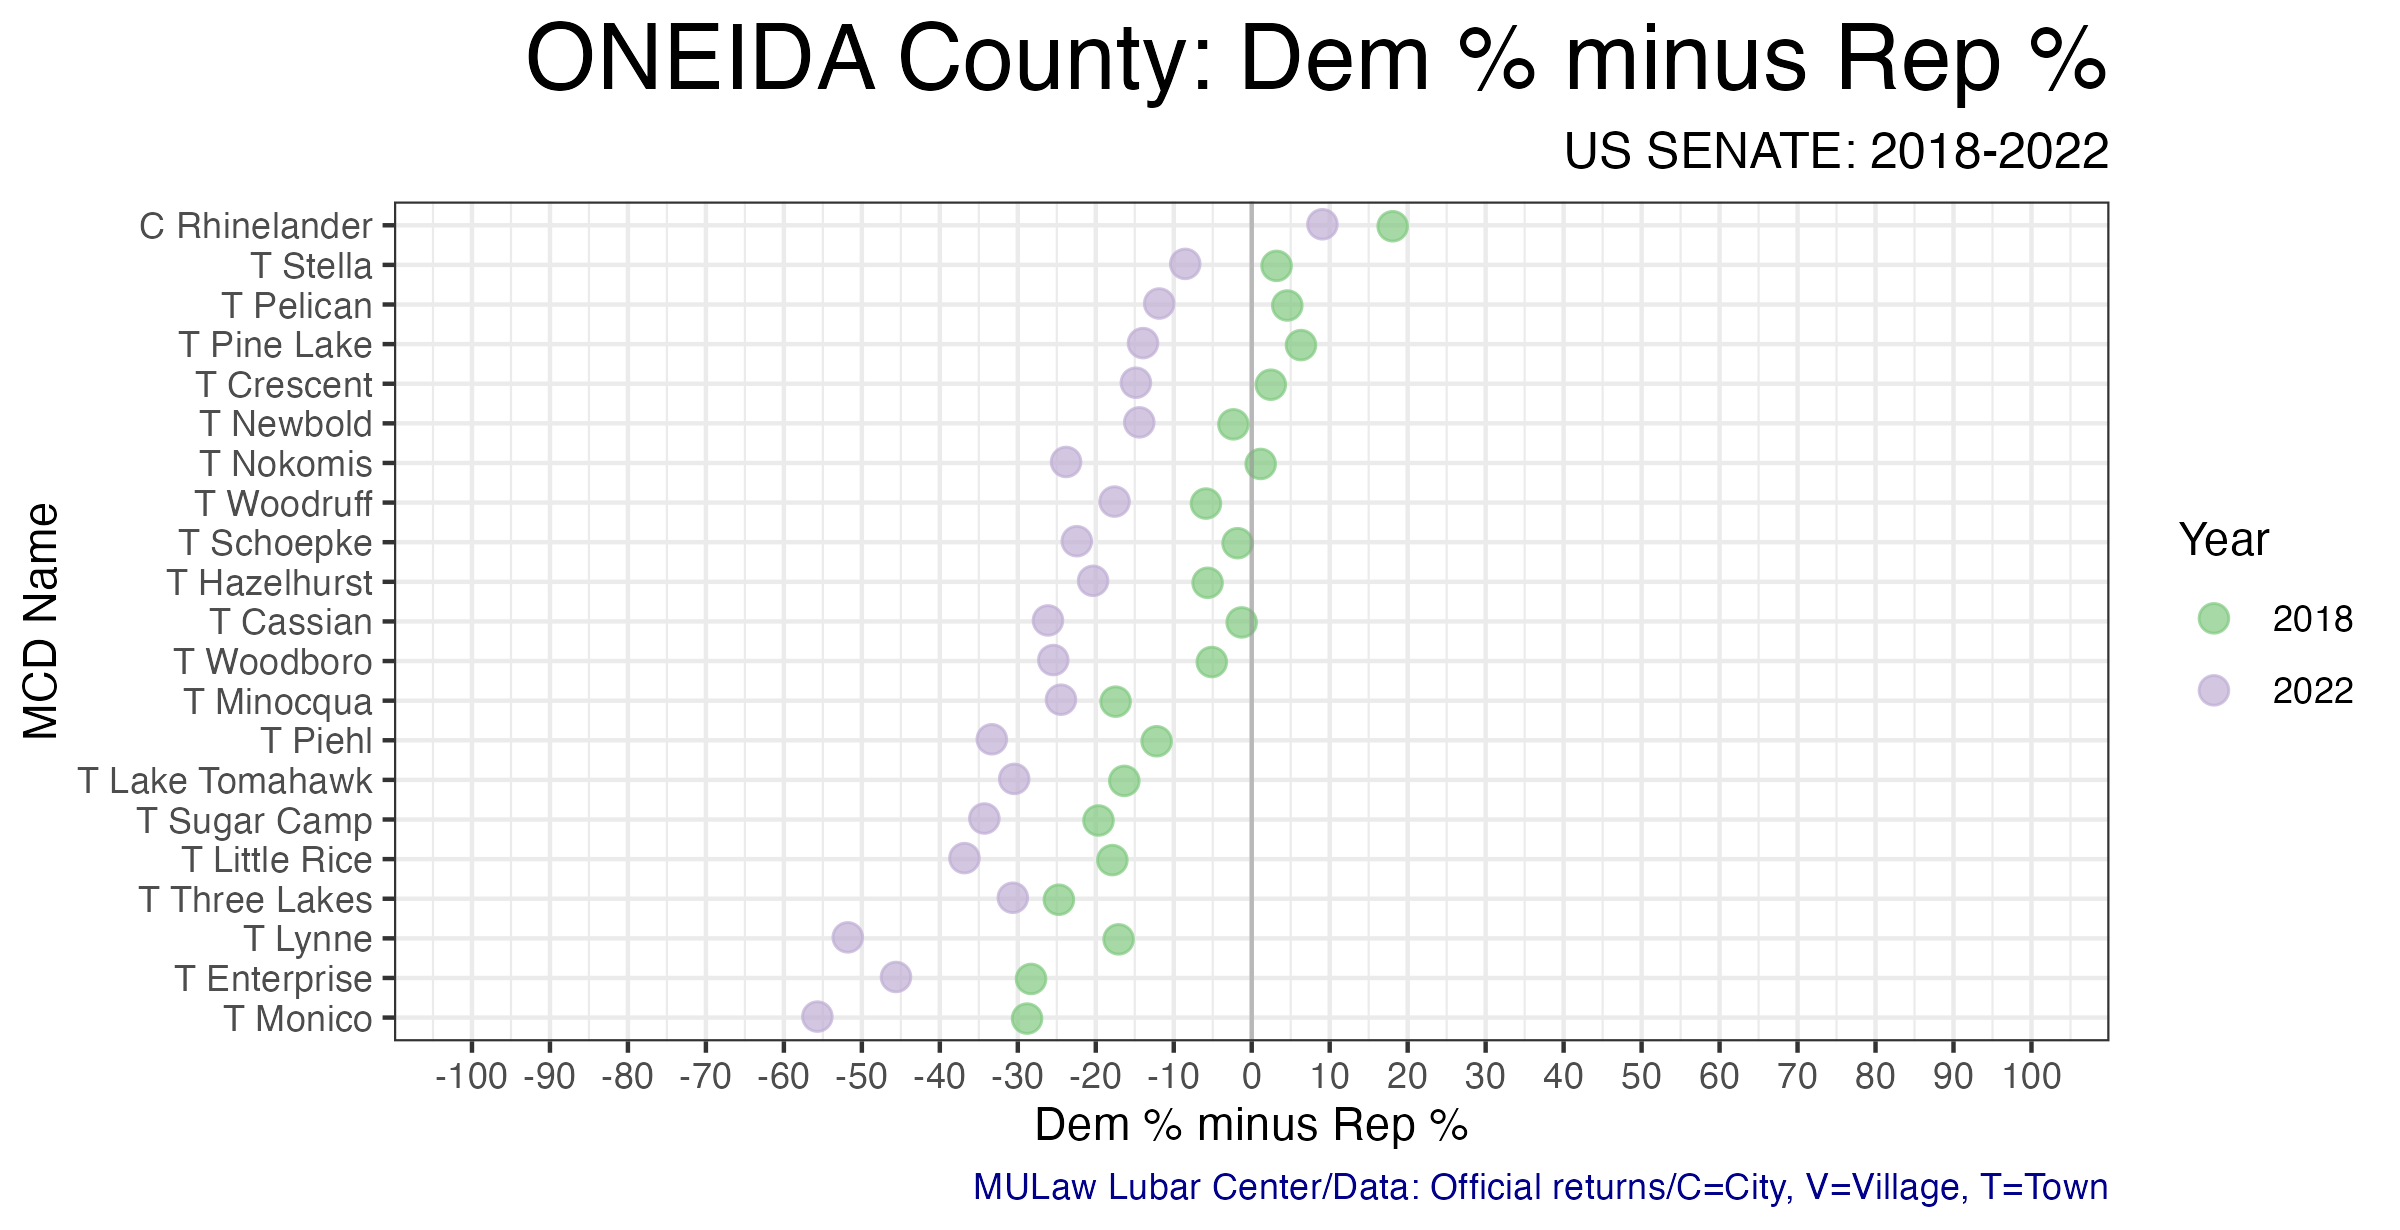 ONEIDA County: Dem % minus Rep %
US SENATE: 2018-2022
MCD Name
C Rhinelander
T Stella
T Pelican
T Pine Lake
T Crescent
T Newbold
T Nokomis
T Woodruff
T Schoepke
T Hazelhurst
T Cassian
T Woodboro
T Minocqua
T Piehl
T Lake Tomahawk
T Sugar Camp
T Little Rice
T Three Lakes
T Lynne
T Enterprise
T Monico
-100 -90 -80 -70 -60 -50 -40 -30 -20 -10 0 10 20 30 40 50 60 70 80 90 100
Dem % minus Rep %
Year
2018
2022
MULaw Lubar Center/Data: Official returns/C=City, V=Village, T=Town